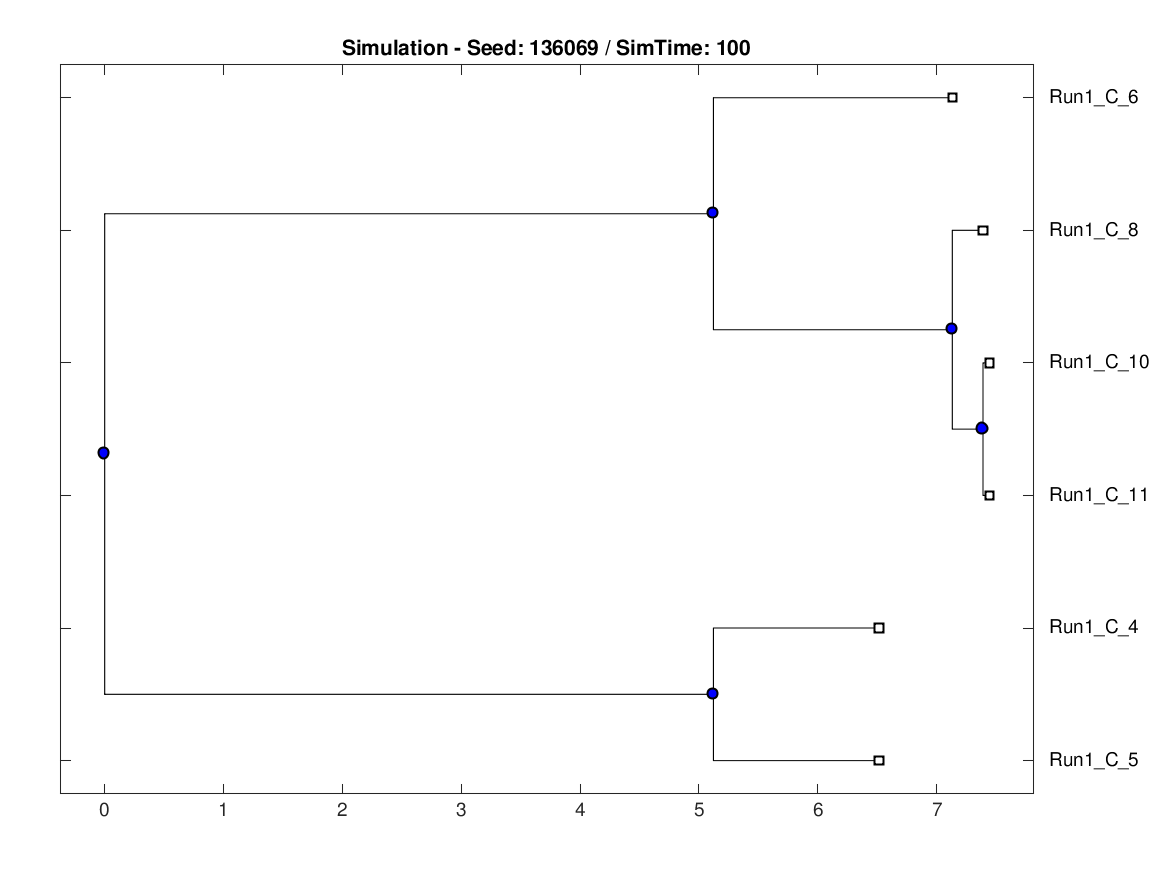 Simulation - Seed: 136069 / SimTime: 100
Run1_C_6
Run1_C_8
Run1_C_10
Run1_C_11
Run1_C_4
Run1_C_5
0 1 2 3 4 5 6 7